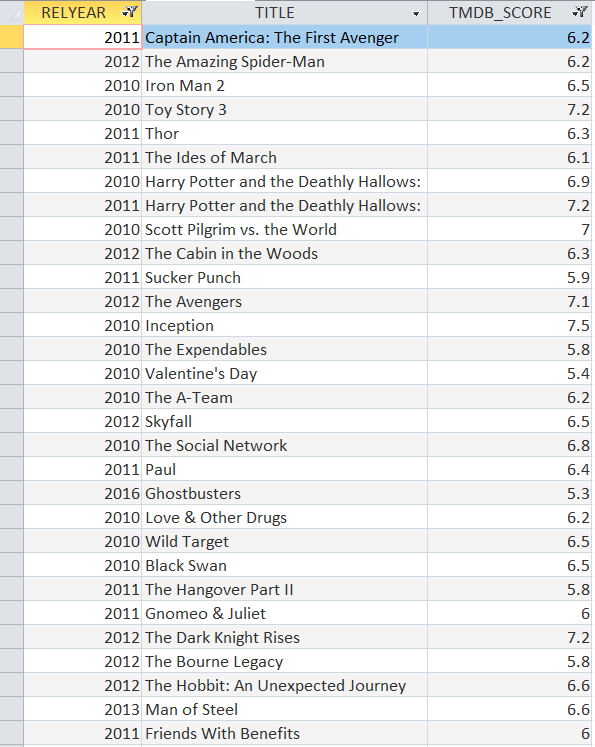 RELYEAR TITLE TMDB_SCORE
2011 Captain America: The First Avenger 6.2
2012 The Amazing Spider-Man 6.2
2010 Iron Man 2 6.5
2010 Toy Story 3 7.2
2011 Thor 6.3
2011 The Ides of March 6.1
2010 Harry Potter and the Deathly Hallows: 6.9
2011 Harry Potter and the Deathly Hallows: 7.2
2010 Scott Pilgrim vs. the World 7
2012 The Cabin in the Woods 6.3
2011 Sucker Punch 5.9
2012 The Avengers 7.1
2010 Inception 7.5
2010 The Expendables 5.8
2010 Valentine's Day 5.4
2010 The A-Team 6.2
2012 Skyfall 6.5
2010 The Social Network 6.8
2011 Paul 6.4
2016 Ghostbusters 5.3
2010 Love & Other Drugs 6.2
2010 Wild Target 6.5
2010 Black Swan 6.5
2011 The Hangover Part II 5.8
2011 Gnomeo & Juliet 6
2012 The Dark Knight Rises 7.2
2012 The Bourne Legacy 5.8
2012 The Hobbit: An Unexpected Journey 6.6
2013 Man of Steel 6.6
2011 Friends With Benefits 6